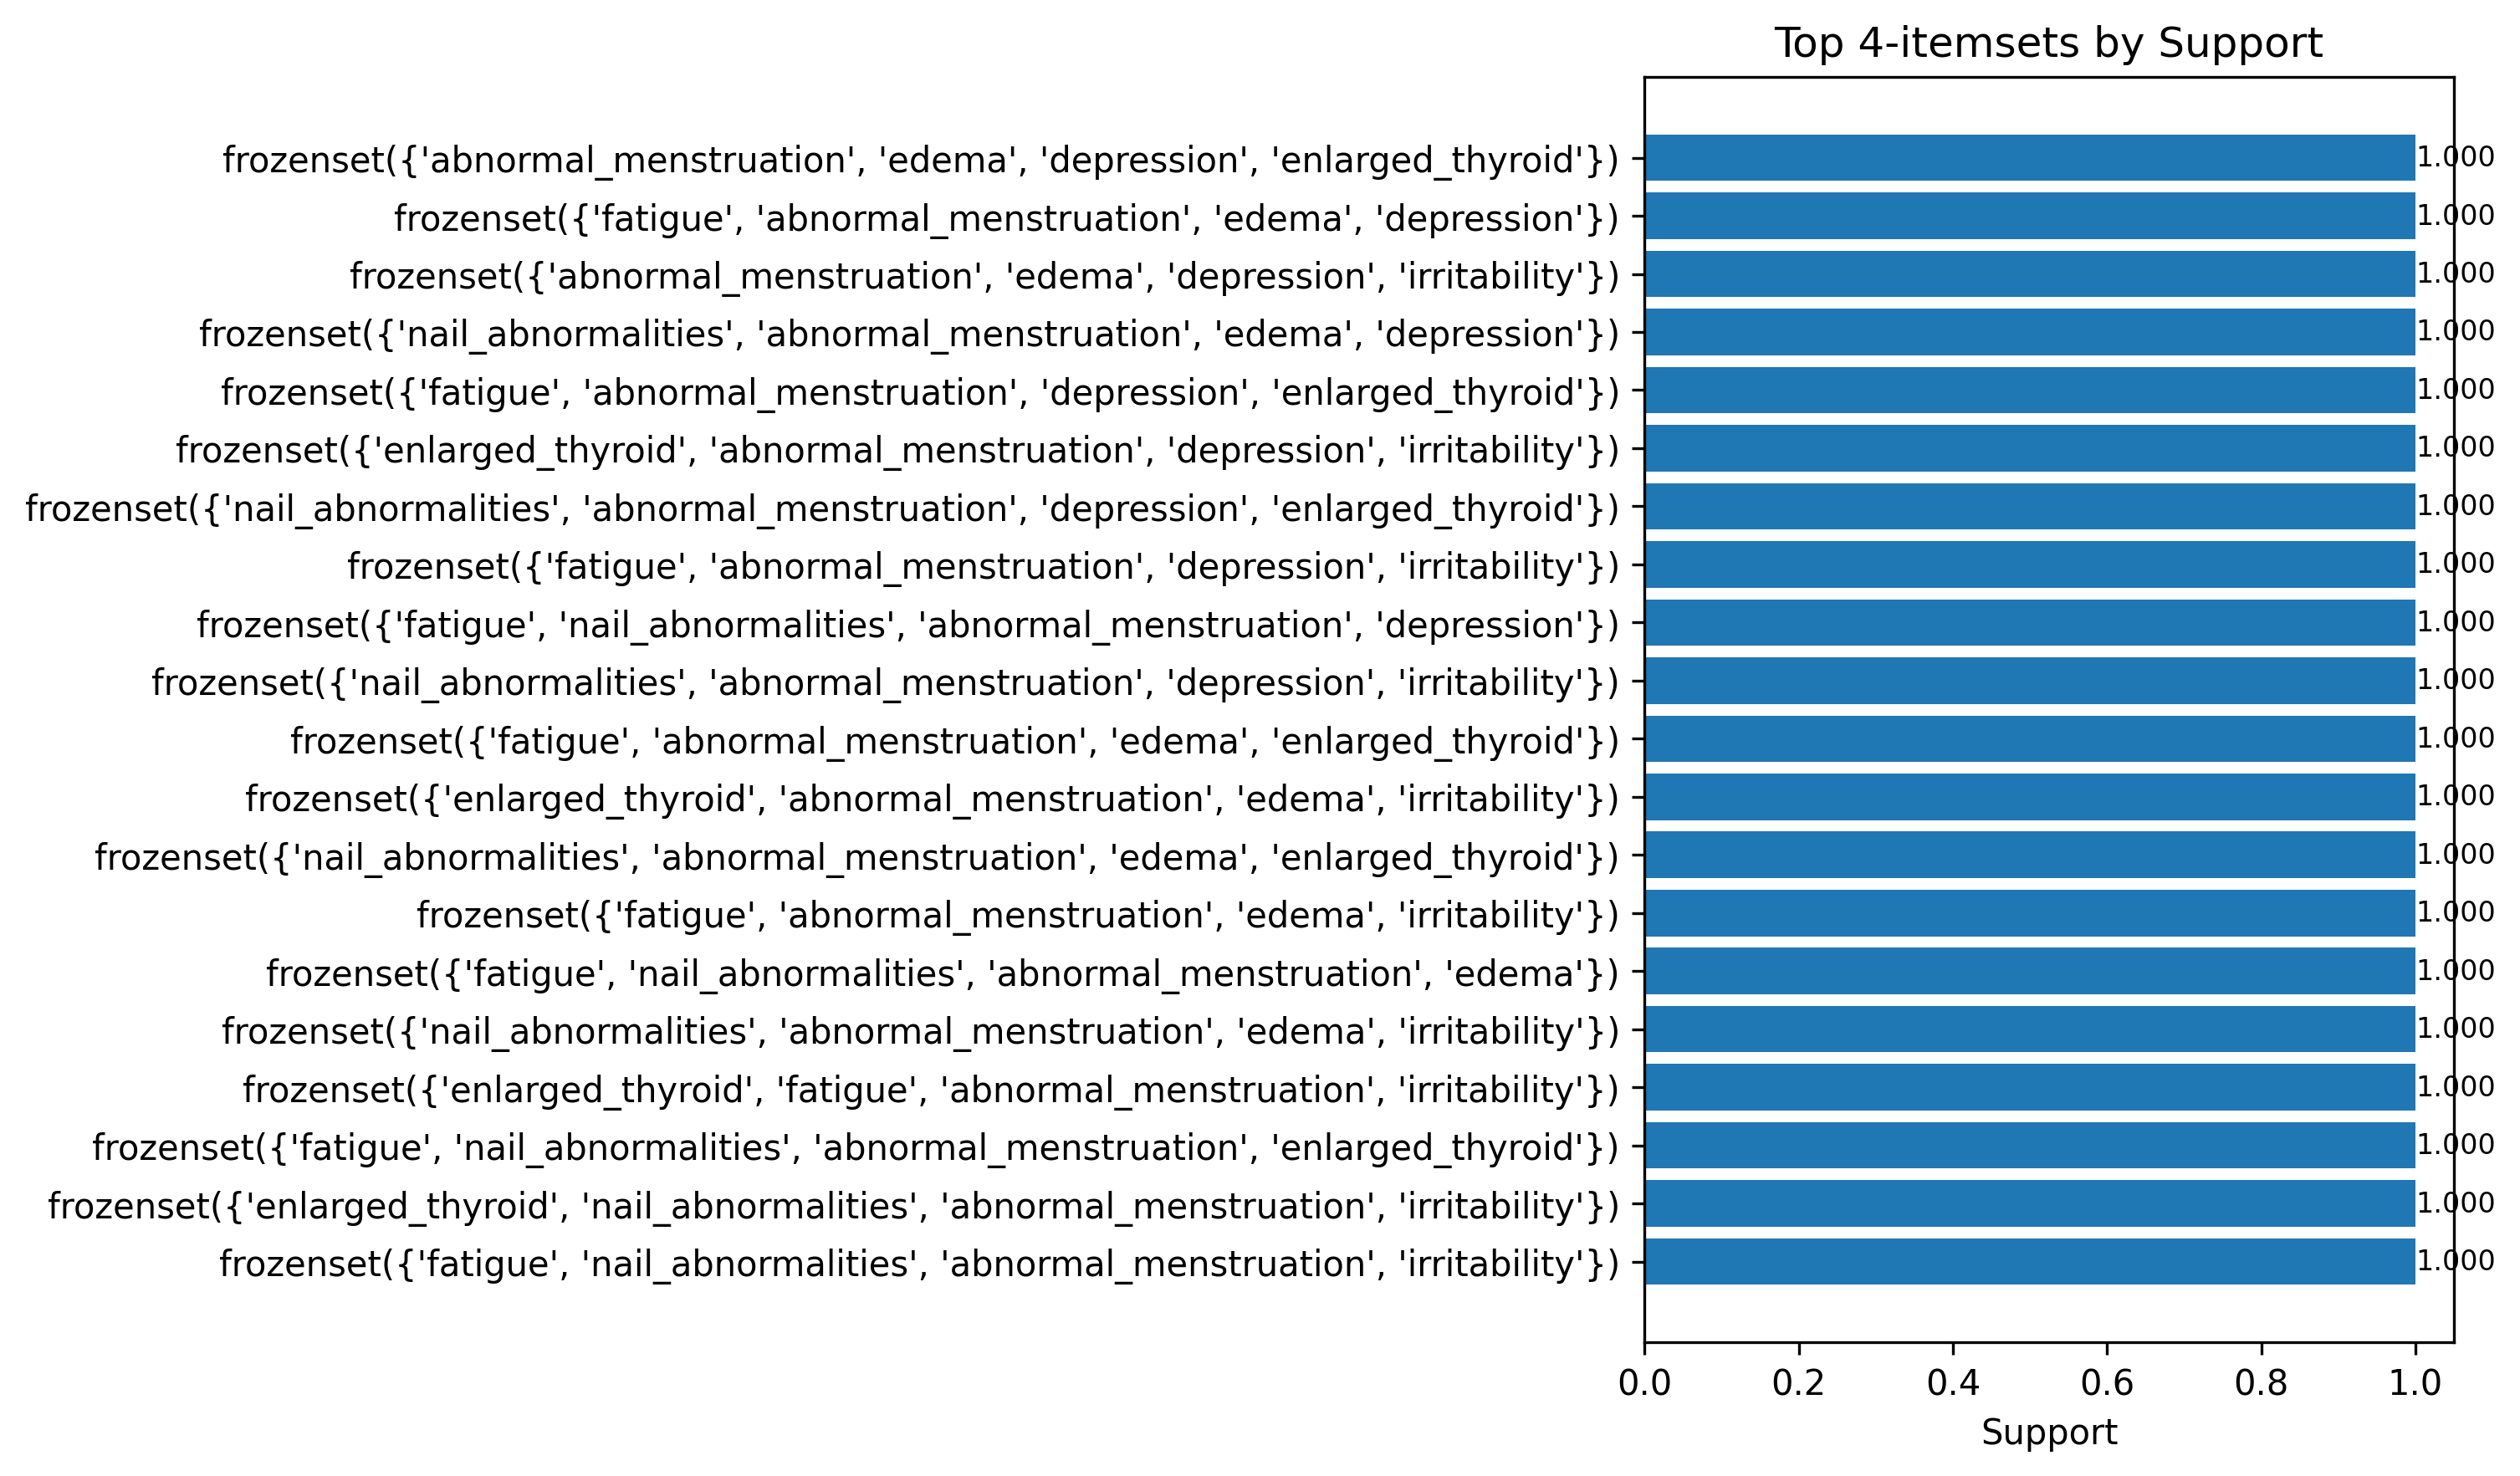 Top 4-itemsets by Support
frozenset({'abnormal_menstruation', 'edema', 'depression', 'enlarged_thyroid'}) 1.000
frozenset({'fatigue', 'abnormal_menstruation', 'edema', 'depression'}) 1.000
frozenset({'abnormal_menstruation', 'edema', 'depression', 'irritability'}) 1.000
frozenset({'nail_abnormalities', 'abnormal_menstruation', 'edema', 'depression'}) 1.000
frozenset({'fatigue', 'abnormal_menstruation', 'depression', 'enlarged_thyroid'}) 1.000
frozenset({'enlarged_thyroid', 'abnormal_menstruation', 'depression', 'irritability'}) 1.000
frozenset({'nail_abnormalities', 'abnormal_menstruation', 'depression', 'enlarged_thyroid'}) 1.000
frozenset({'fatigue', 'abnormal_menstruation', 'depression', 'irritability'}) 1.000
frozenset({'fatigue', 'nail_abnormalities', 'abnormal_menstruation', 'depression'}) 1.000
frozenset({'nail_abnormalities', 'abnormal_menstruation', 'depression', 'irritability'}) 1.000
frozenset({'fatigue', 'abnormal_menstruation', 'edema', 'enlarged_thyroid'}) 1.000
frozenset({'enlarged_thyroid', 'abnormal_menstruation', 'edema', 'irritability'}) 1.000
frozenset({'nail_abnormalities', 'abnormal_menstruation', 'edema', 'enlarged_thyroid'}) 1.000
frozenset({'fatigue', 'abnormal_menstruation', 'edema', 'irritability'}) 1.000
frozenset({'fatigue', 'nail_abnormalities', 'abnormal_menstruation', 'edema'}) 1.000
frozenset({'nail_abnormalities', 'abnormal_menstruation', 'edema', 'irritability'}) 1.000
frozenset({'enlarged_thyroid', 'fatigue', 'abnormal_menstruation', 'irritability'}) 1.000
frozenset({'fatigue', 'nail_abnormalities', 'abnormal_menstruation', 'enlarged_thyroid'}) 1.000
frozenset({'enlarged_thyroid', 'nail_abnormalities', 'abnormal_menstruation', 'irritability'}) 1.000
frozenset({'fatigue', 'nail_abnormalities', 'abnormal_menstruation', 'irritability'}) 1.000
0.0 0.2 0.4 0.6 0.8 1.0
Support